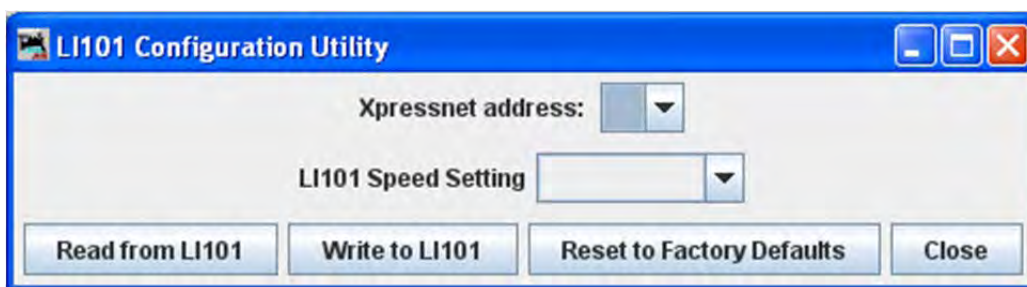 LI101 Configuration Utility
Xpressnet address:
LI101 Speed Setting
Read from LI101 Write to LI101 Reset to Factory Defaults Close